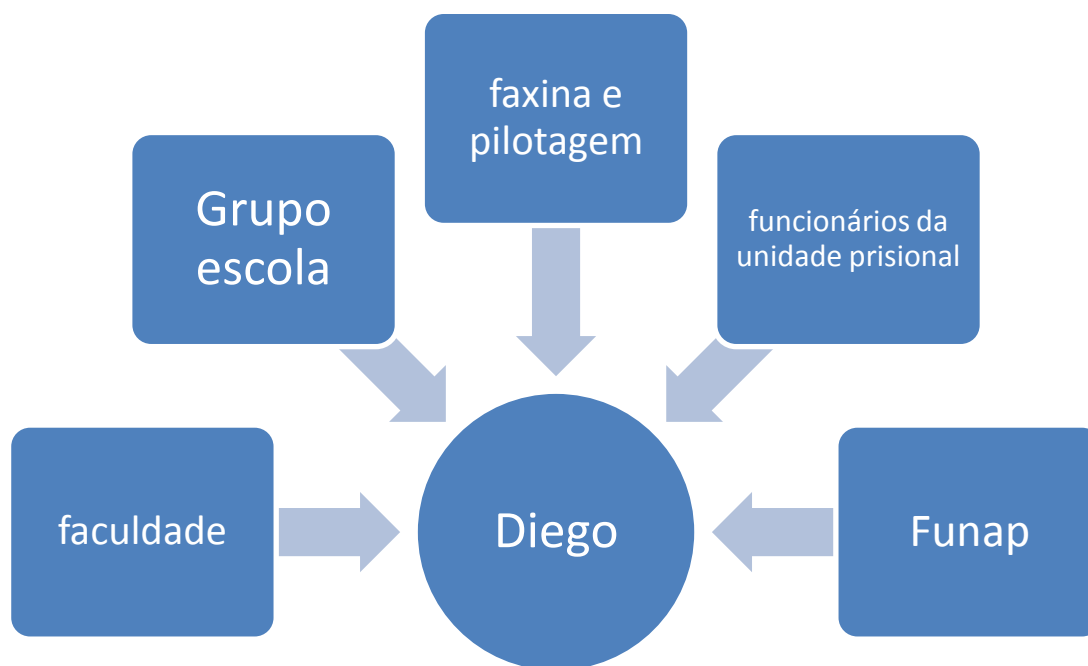 faxina e
pilotagem
Grupo
escola
funcionários da
unidade prisional
faculdade
Diego
Funap